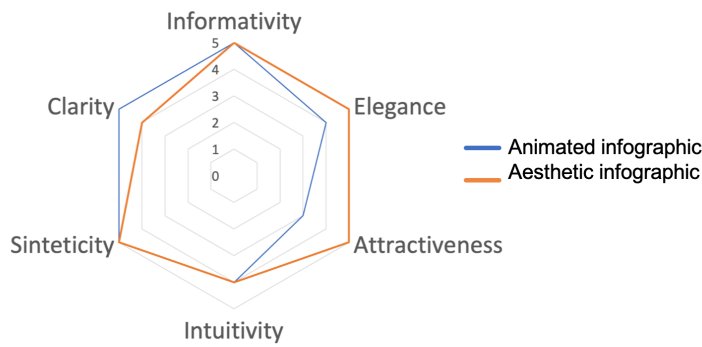 Informativity
5
4
3
2
1
0
Clarity
Elegance
Animated infographic
Aesthetic infographic
Sinteticity
Attractiveness
Intuitivity